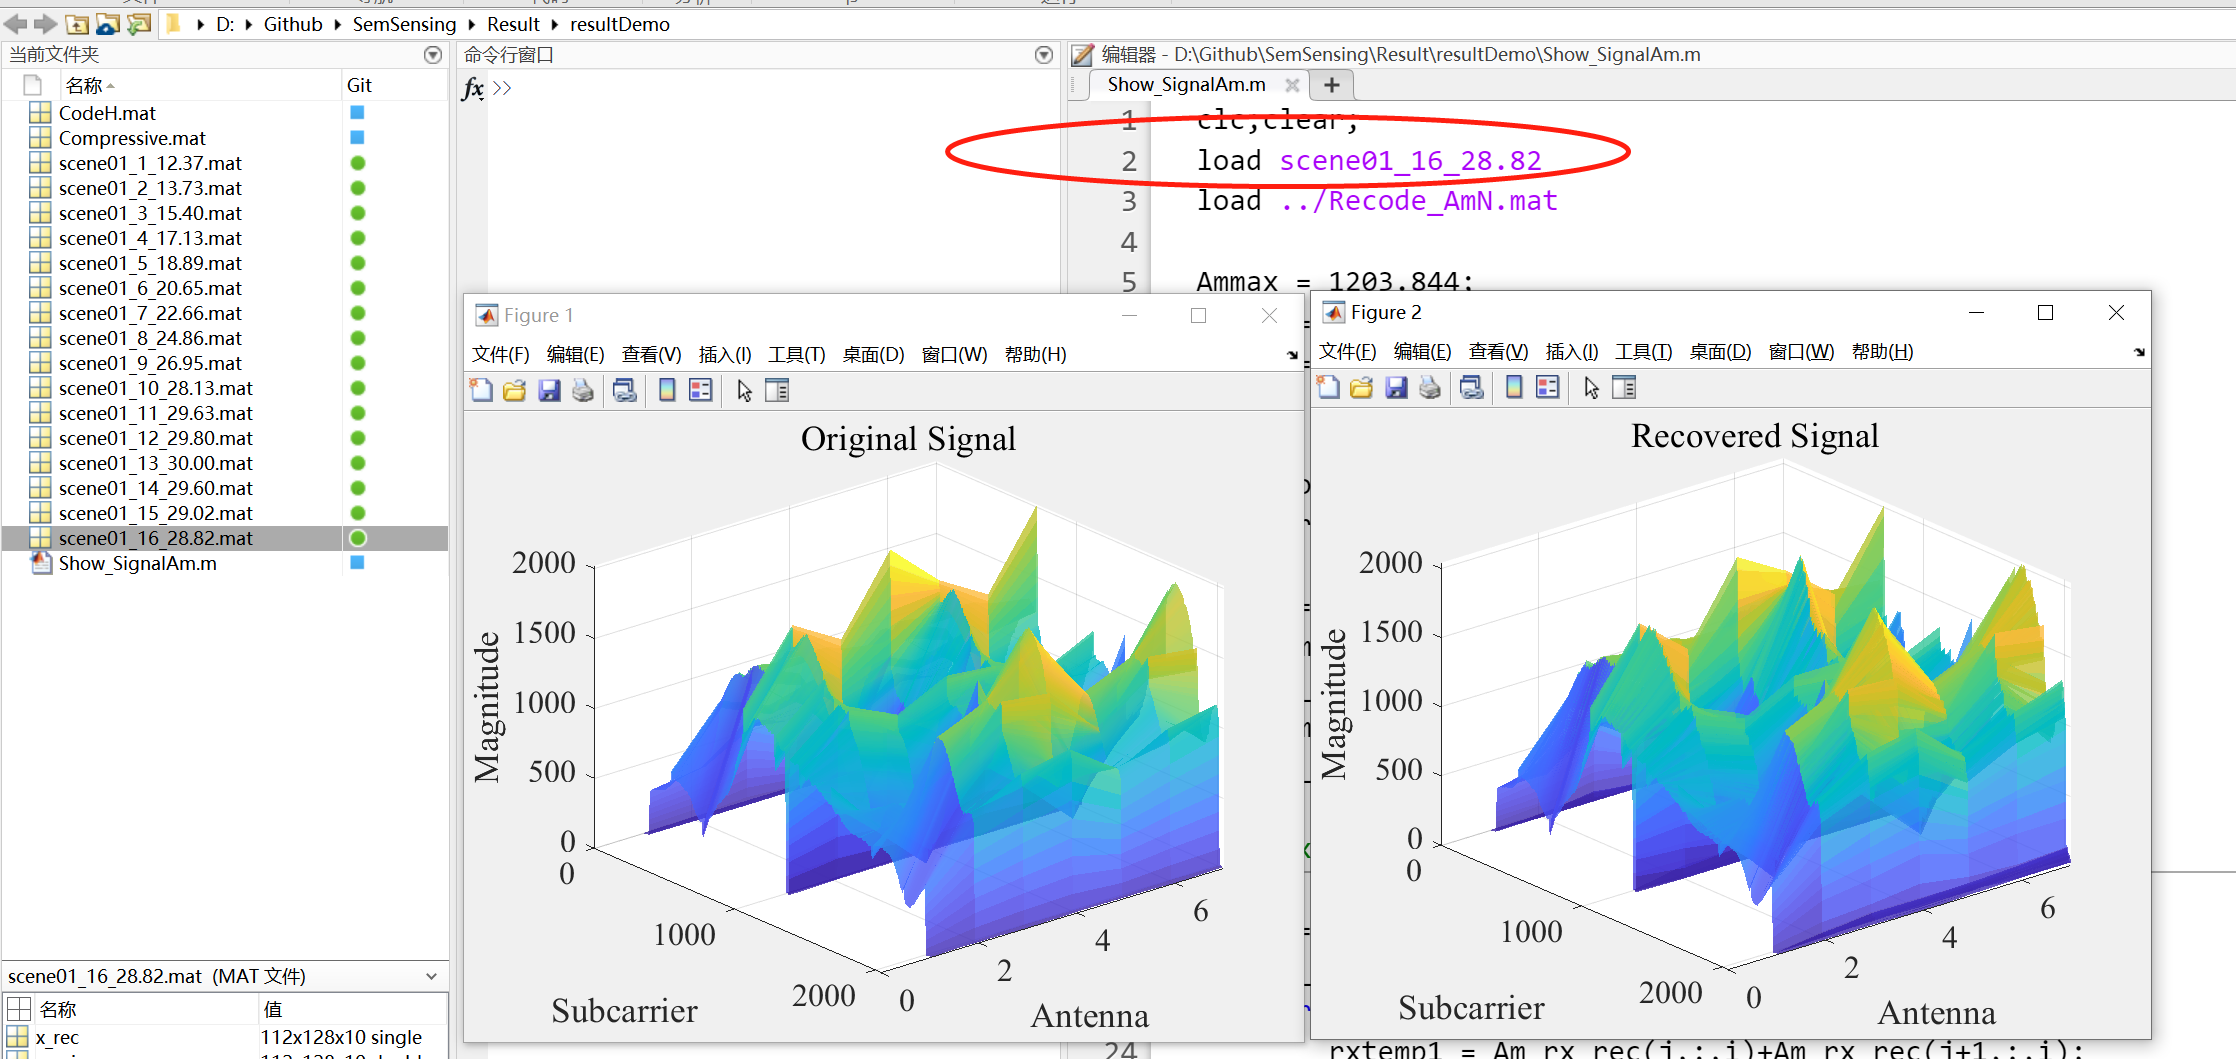 D: Github SemSensing Result resultDemo
当前文件夹
名称 Git
CodeH.mat
Compressive.mat
scene01_1_12.37.mat
scene01_2_13.73.mat
scene01_3_15.40.mat
scene01_4_17.13.mat
scene01_5_18.89.mat
scene01_6_20.65.mat
scene01_7_22.66.mat
scene01_8_24.86.mat
scene01_9_26.95.mat
scene01_10_28.13.mat
scene01_11_29.63.mat
scene01_12_29.80.mat
scene01_13_30.00.mat
scene01_14_29.60.mat
scene01_15_29.02.mat
scene01_16_28.82.mat
Show_SignalAm.m
scene01_16_28.82.mat (MAT 文件)
名称 值
x_rec 112x128x10 single
命令行窗口
fx >>
编辑器 - D:\Github\SemSensing\Result\resultDemo\Show_SignalAm.m
Show_SignalAm.m
1 clc;clear;
2 load scene01_16_28.82
3 load ../Recode_AmN.mat
4
5 Ammax = 1203.844;
Figure 1
文件(F) 编辑(E) 查看(V) 插入(I) 工具(T) 桌面(D) 窗口(W) 帮助(H)
Original Signal
2000
1500
1000
500
0
Magnitude
0
1000
2000
Subcarrier
0
2
4
6
Antenna
Figure 2
文件(F) 编辑(E) 查看(V) 插入(I) 工具(T) 桌面(D) 窗口(W) 帮助(H)
Recovered Signal
2000
1500
1000
500
0
Magnitude
0
1000
2000
Subcarrier
0
2
4
6
Antenna
24 rxtemp1 = Am_rx_rec(j,:,i)+Am_rx_rec(j+1,:,i);